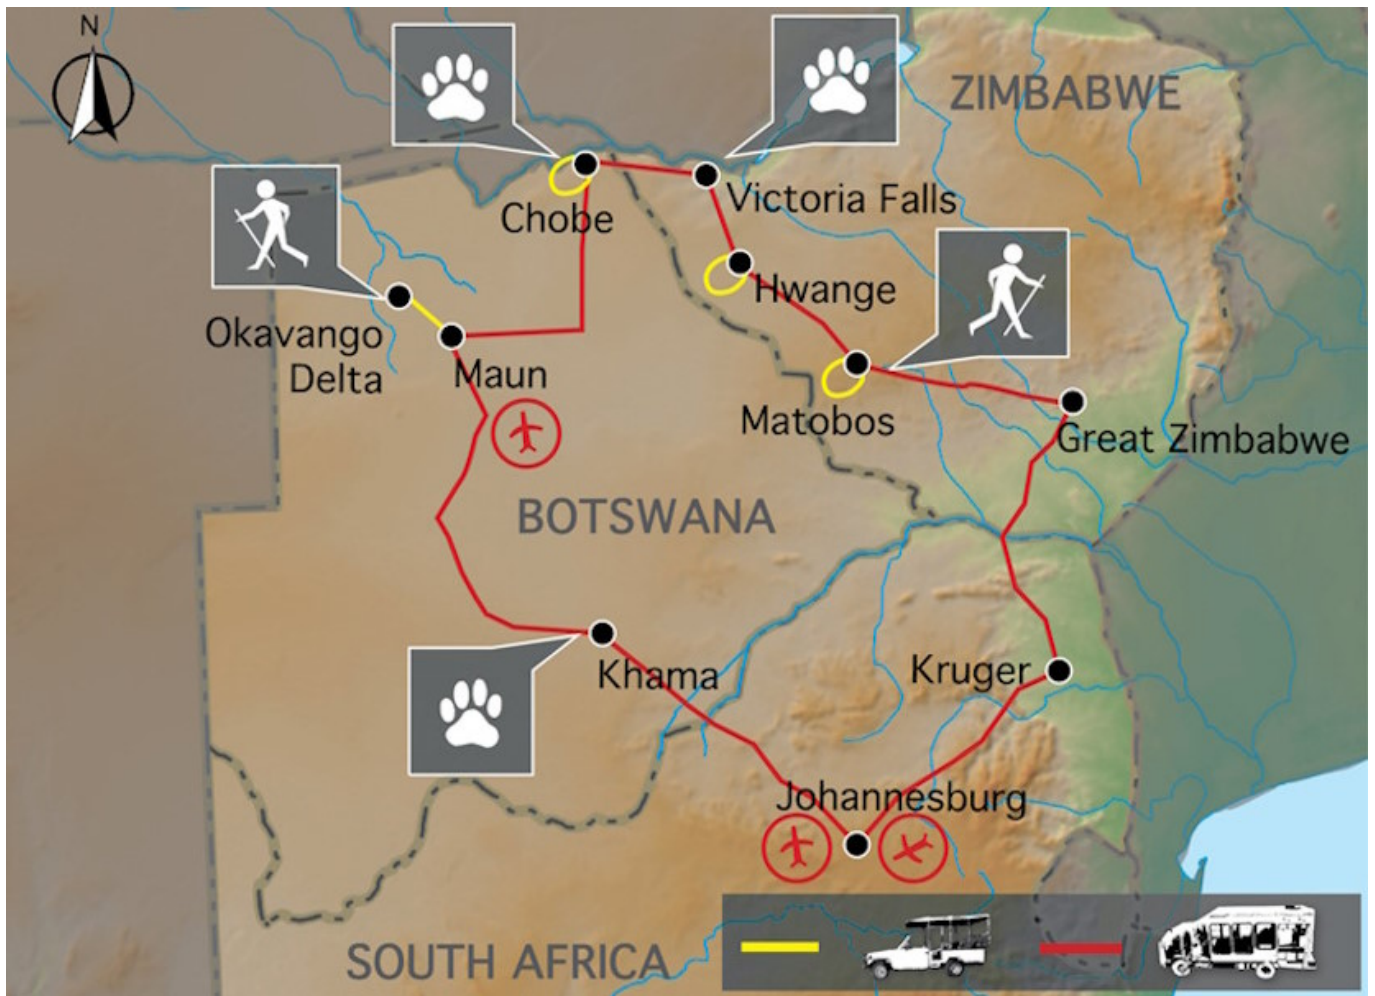 N
ZIMBABWE
Victoria Falls
Chobe
Hwange
Okavango
Delta
Maun
Matobos
Great Zimbabwe
BOTSWANA
Khama
Kruger
Johannesburg
SOUTH AFRICA